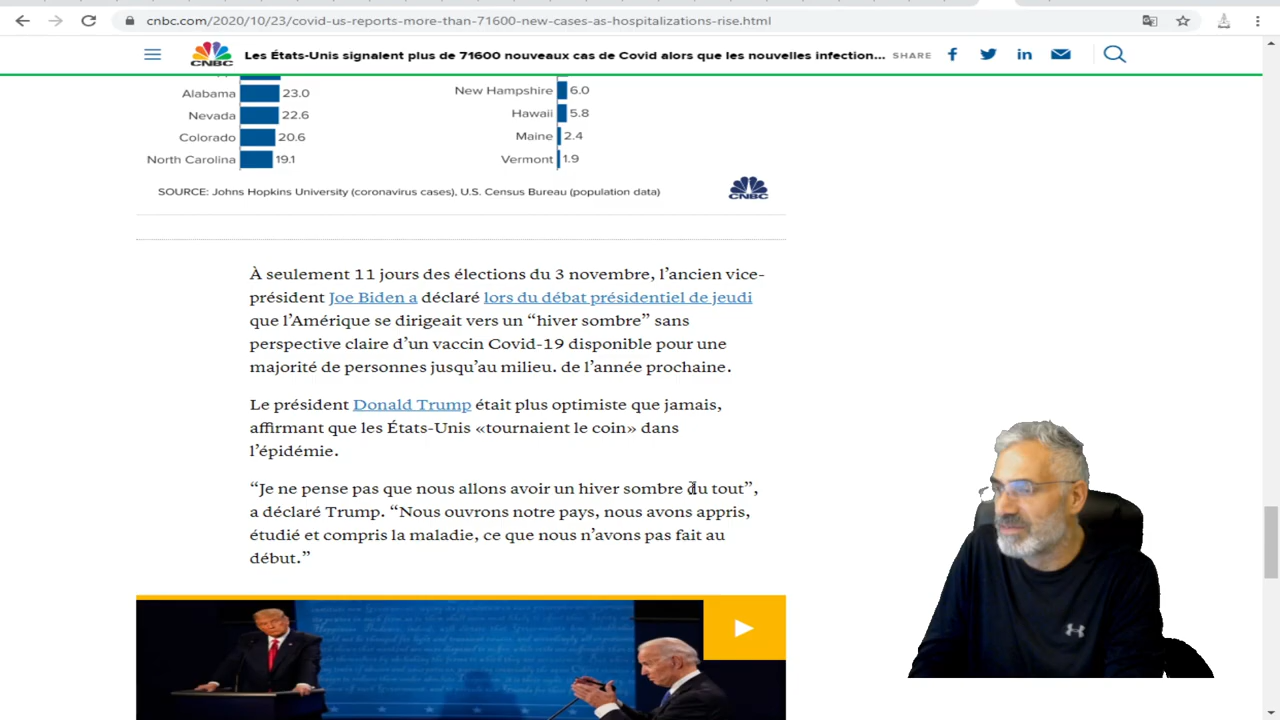 cnbc.com/2020/10/23/covid-us-reports-more-than-71600-new-cases-as-hospitalizations-rise.html
CNBC
Les États-Unis signalent plus de 71600 nouveaux cas de Covid alors que les nouvelles infection...
SHARE
Alabama 23.0
Nevada 22.6
Colorado 20.6
North Carolina 19.1
New Hampshire 6.0
Hawaii 5.8
Maine 2.4
Vermont 1.9
SOURCE: Johns Hopkins University (coronavirus cases), U.S. Census Bureau (population data)
CNBC
À seulement 11 jours des élections du 3 novembre, l’ancien vice-
président Joe Biden a déclaré lors du débat présidentiel de jeudi
que l’Amérique se dirigeait vers un “hiver sombre” sans
perspective claire d’un vaccin Covid-19 disponible pour une
majorité de personnes jusqu’au milieu. de l’année prochaine.
Le président Donald Trump était plus optimiste que jamais,
affirmant que les États-Unis «tournaient le coin» dans
l’épidémie.
“Je ne pense pas que nous allons avoir un hiver sombre du tout”,
a déclaré Trump. “Nous ouvrons notre pays, nous avons appris,
étudié et compris la maladie, ce que nous n’avons pas fait au
début.”